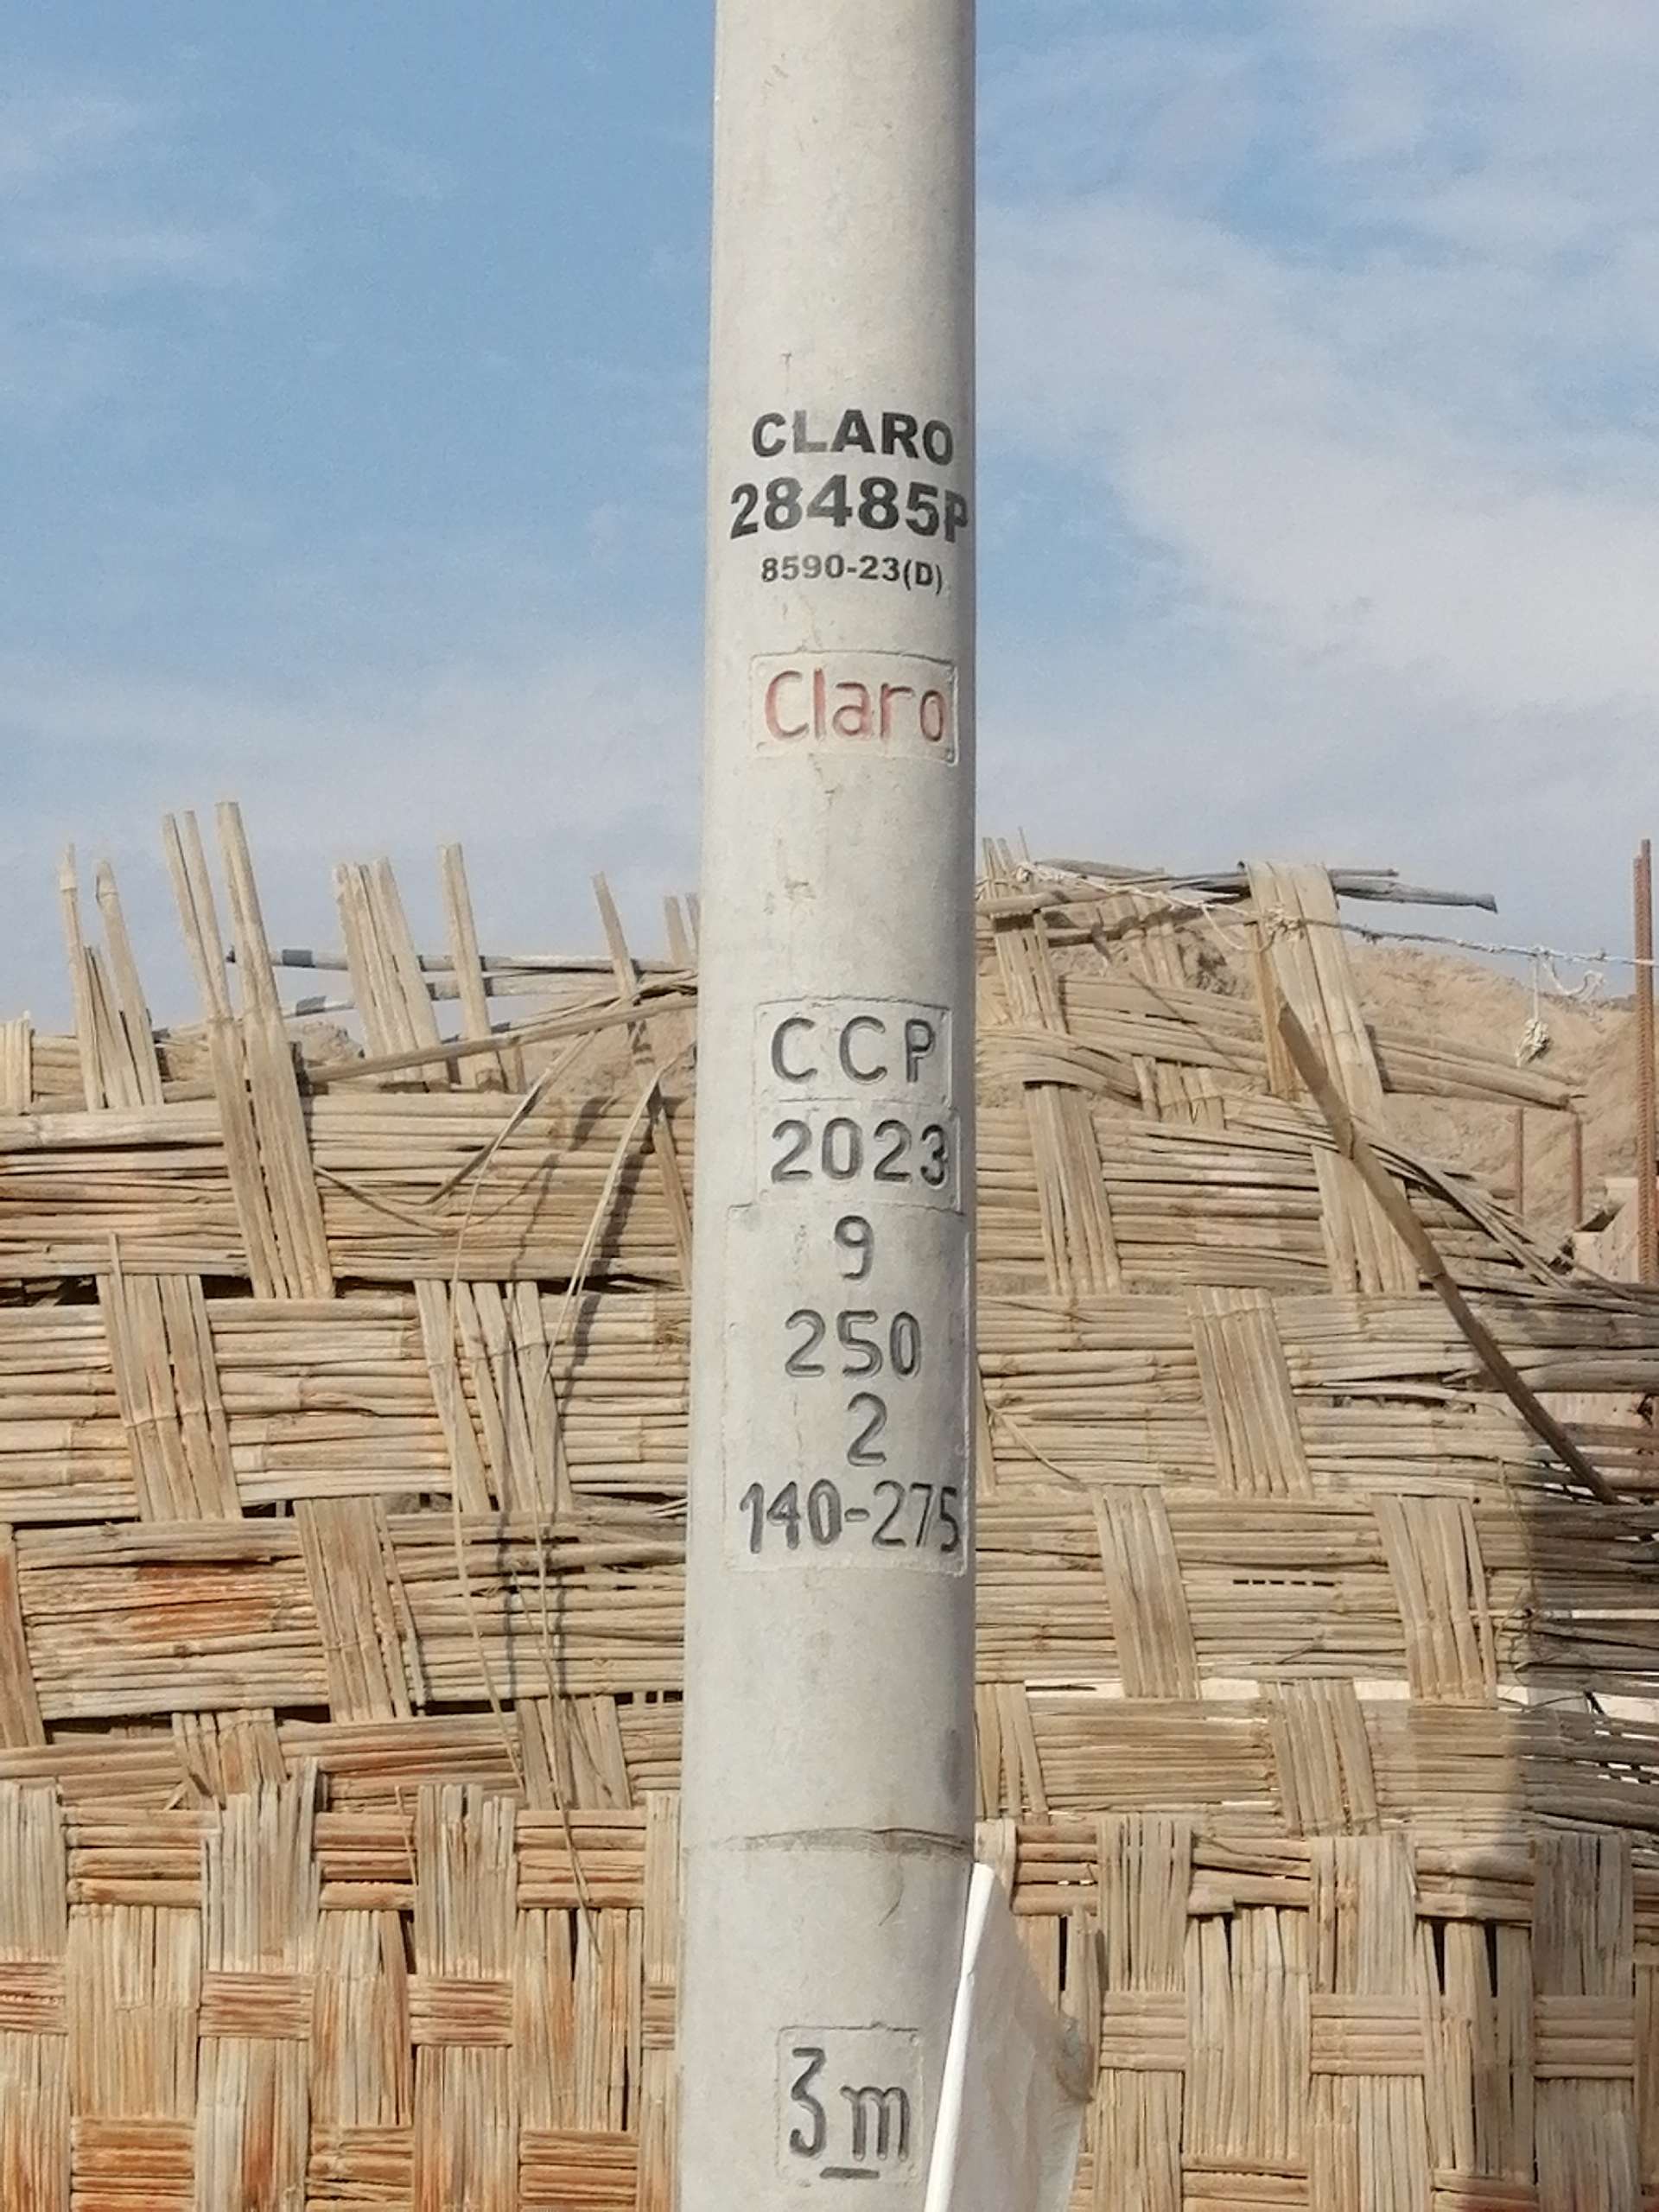 CLARO
28485P
8590-23(D)
Claro
CCP
2023
9
250
2
140-275
3m